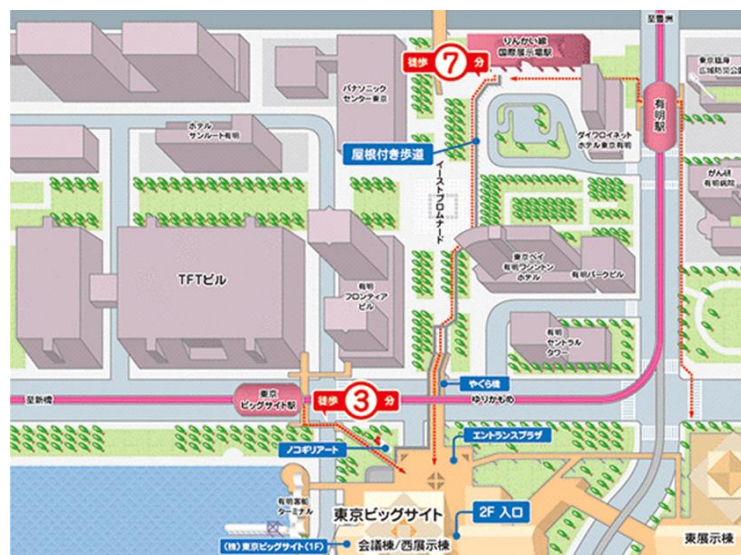 至豊洲
りんかい線
国際展示場駅
徒歩 7 分
東京臨海
広域防災公園
パナソニック
センター東京
有明駅
ホテル
サンルート有明
ダイワロイネット
ホテル東京有明
屋根付き歩道
がん研
有明病院
イーストプロムナード
東京ベイ
有明ワシントン
ホテル
有明パークビル
TFTビル
有明
フロンティア
ビル
有明
セントラル
タワー
やぐら橋
至新橋
東京
ビッグサイト駅
徒歩 3 分
ゆりかもめ
エントランスプラザ
ノコギリアート
有明客船
ターミナル
東京ビッグサイト
2F 入口
(株)東京ビッグサイト(1F)
会議棟/西展示棟
東展示棟